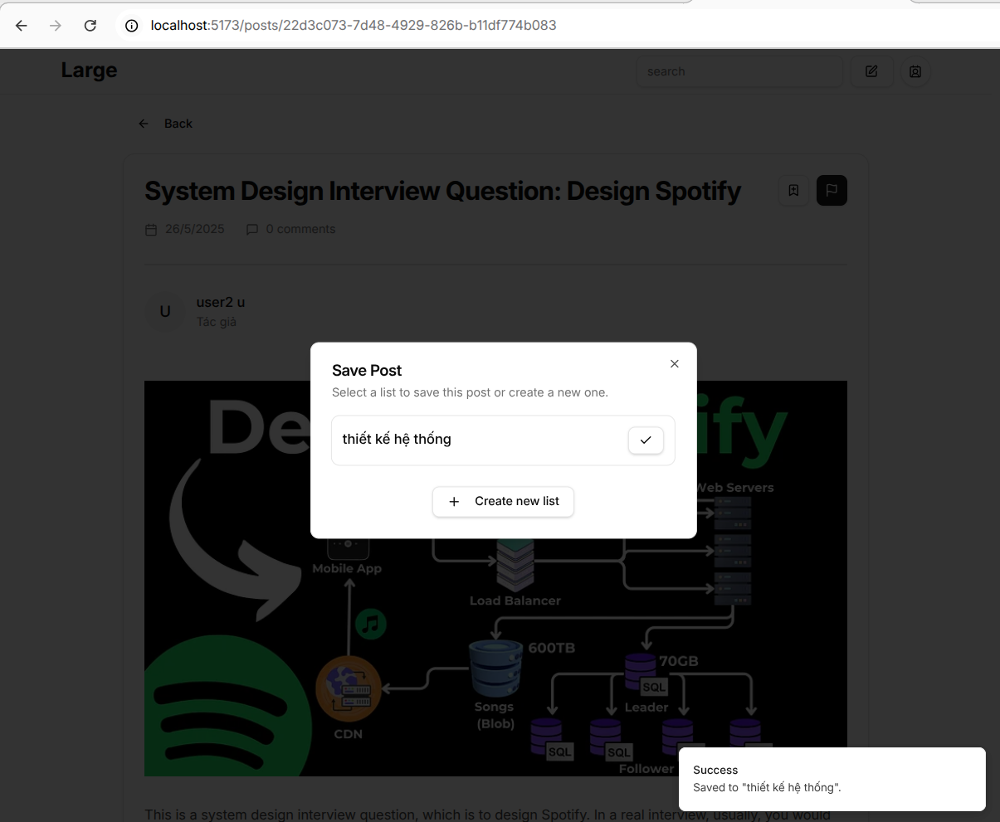 localhost:5173/posts/22d3c073-7d48-4929-826b-b11df774b083
Large
search
Back
System Design Interview Question: Design Spotify
26/5/2025 0 comments
U
user2 u
Tác giả
Save Post
Select a list to save this post or create a new one.
thiết kế hệ thống
Create new list
De
ify
Web Servers
Mobile App
Load Balancer
600TB
70GB
SQL
Songs
(Blob)
Leader
CDN
SQL
SQL
Follower
Success
Saved to "thiết kế hệ thống".
This is a system design interview question, which is to design Spotify. In a real interview, usually, you would